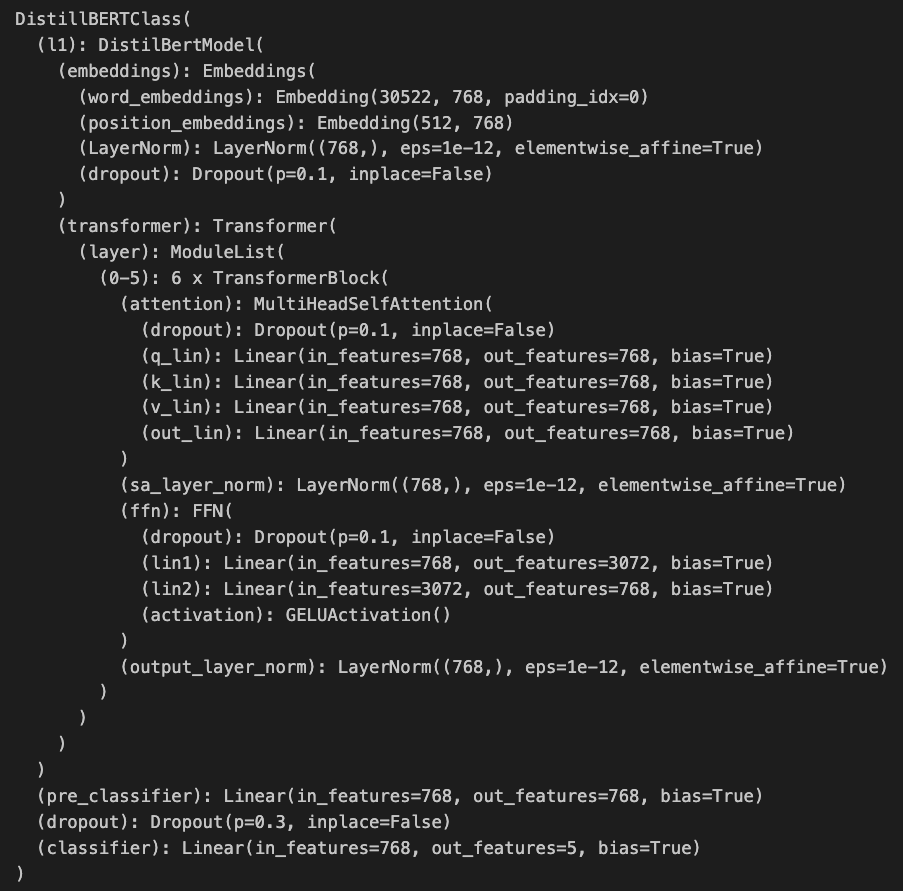 DistillBERTClass(
  (l1): DistilBertModel(
    (embeddings): Embeddings(
      (word_embeddings): Embedding(30522, 768, padding_idx=0)
      (position_embeddings): Embedding(512, 768)
      (LayerNorm): LayerNorm((768,), eps=1e-12, elementwise_affine=True)
      (dropout): Dropout(p=0.1, inplace=False)
    )
    (transformer): Transformer(
      (layer): ModuleList(
        (0-5): 6 x TransformerBlock(
          (attention): MultiHeadSelfAttention(
            (dropout): Dropout(p=0.1, inplace=False)
            (q_lin): Linear(in_features=768, out_features=768, bias=True)
            (k_lin): Linear(in_features=768, out_features=768, bias=True)
            (v_lin): Linear(in_features=768, out_features=768, bias=True)
            (out_lin): Linear(in_features=768, out_features=768, bias=True)
          )
          (sa_layer_norm): LayerNorm((768,), eps=1e-12, elementwise_affine=True)
          (ffn): FFN(
            (dropout): Dropout(p=0.1, inplace=False)
            (lin1): Linear(in_features=768, out_features=3072, bias=True)
            (lin2): Linear(in_features=3072, out_features=768, bias=True)
            (activation): GELUActivation()
          )
          (output_layer_norm): LayerNorm((768,), eps=1e-12, elementwise_affine=True)
        )
      )
    )
  )
  (pre_classifier): Linear(in_features=768, out_features=768, bias=True)
  (dropout): Dropout(p=0.3, inplace=False)
  (classifier): Linear(in_features=768, out_features=5, bias=True)
)